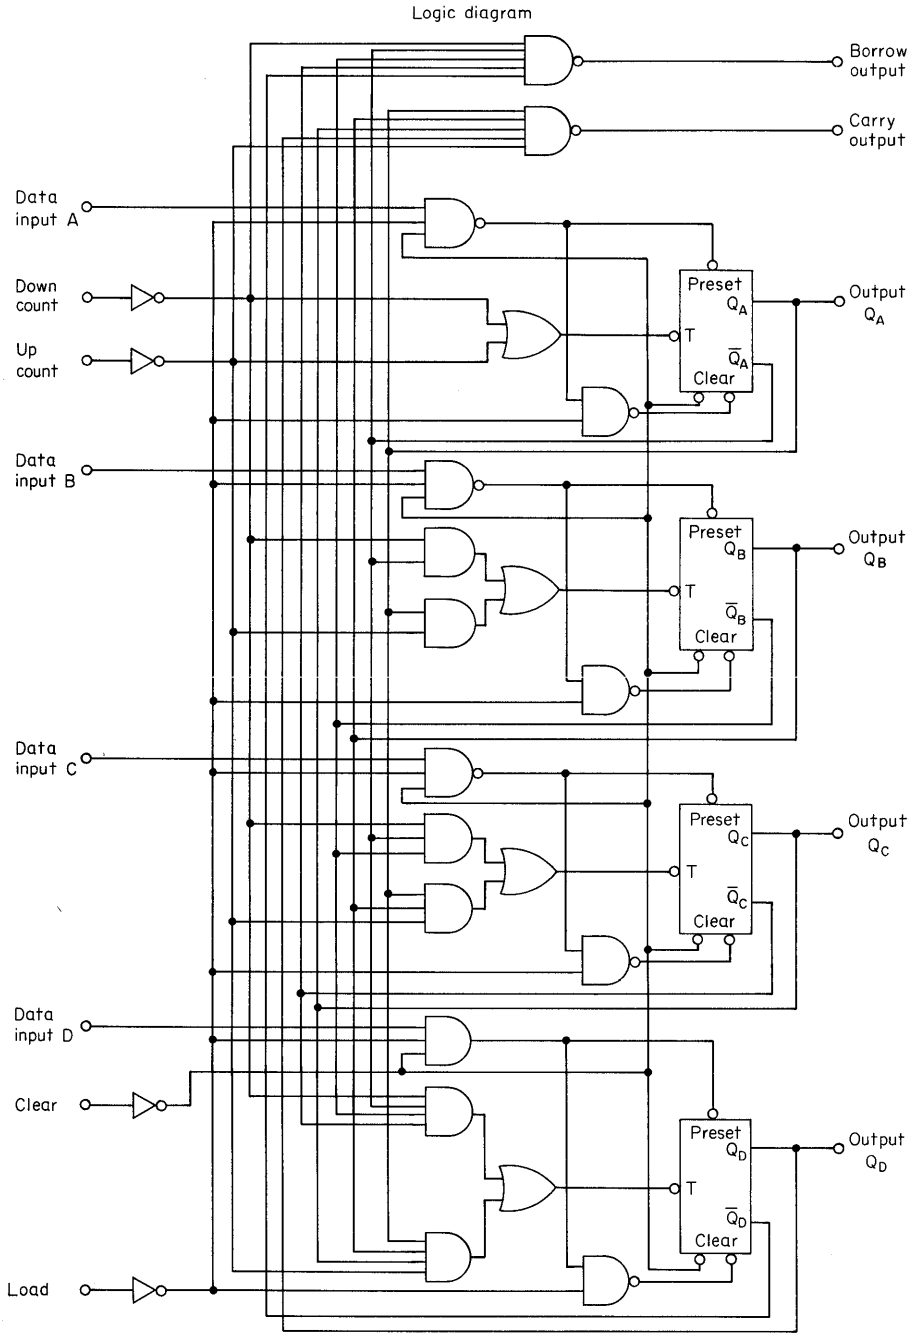 Logic diagram
Borrow
output
Carry
output
Data
input A
Down
count
Up
count
Preset
Q_A
T
Q̅_A
Clear
Output
Q_A
Data
input B
Preset
Q_B
T
Q̅_B
Clear
Output
Q_B
Data
input C
Preset
Q_C
T
Q̅_C
Clear
Output
Q_C
Data
input D
Clear
Preset
Q_D
T
Q̅_D
Clear
Output
Q_D
Load